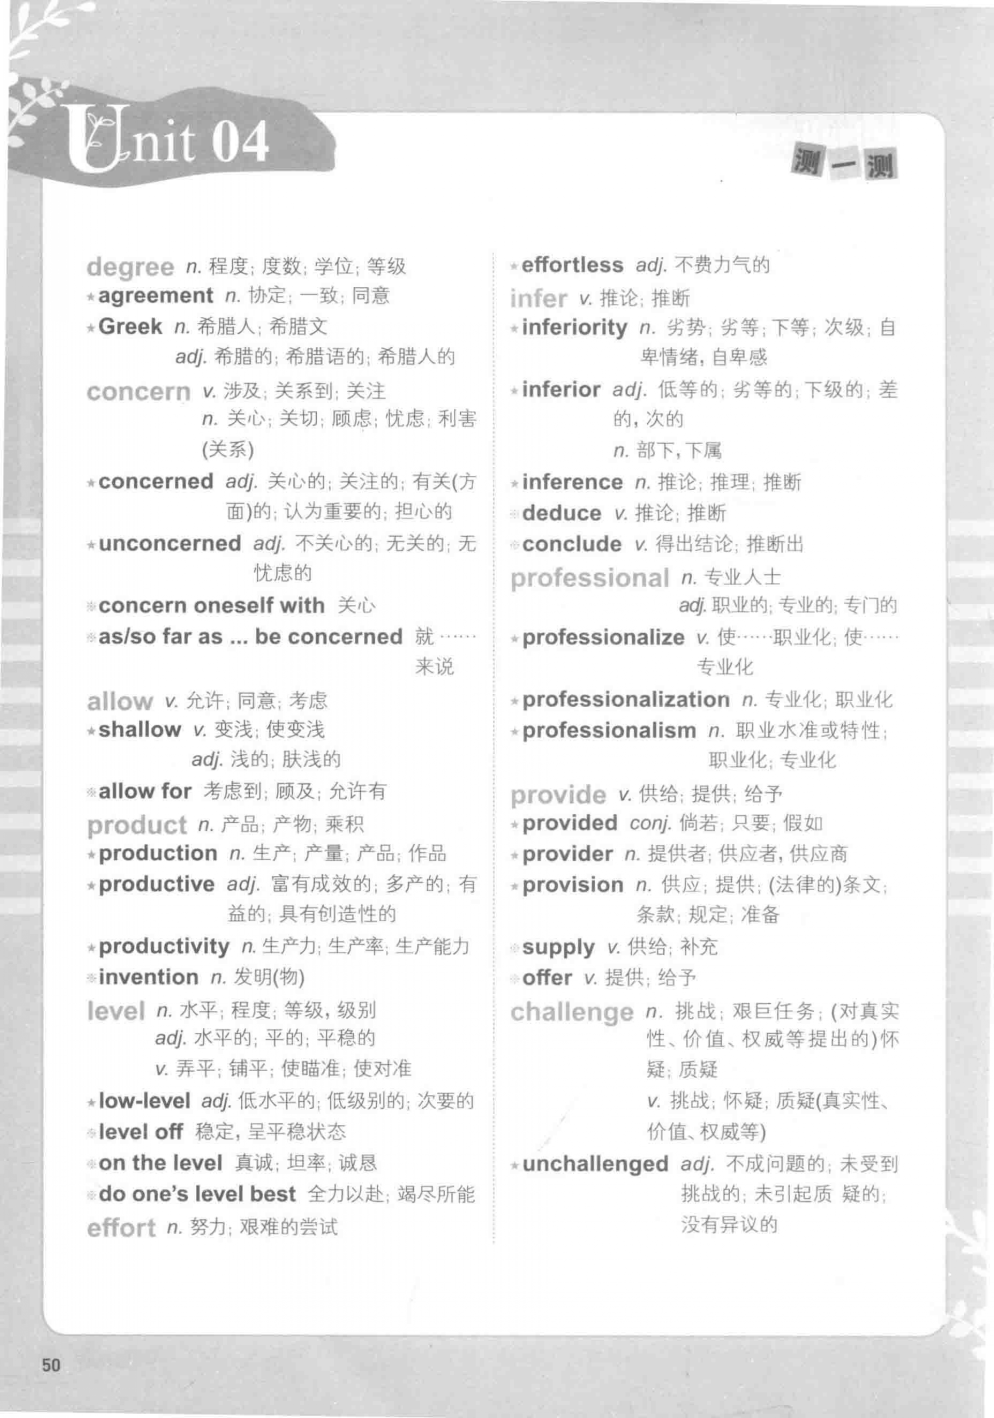 Unit 04
测一测
degree n. 程度; 度数; 学位; 等级
*agreement n. 协定; 一致; 同意
*Greek n. 希腊人; 希腊文
adj. 希腊的; 希腊语的; 希腊人的
concern v. 涉及; 关系到; 关注
n. 关心; 关切; 顾虑; 忧虑; 利害
(关系)
*concerned adj. 关心的; 关注的; 有关(方
面)的; 认为重要的; 担心的
*unconcerned adj. 不关心的; 无关的; 无
忧虑的
※concern oneself with 关心
※as/so far as ... be concerned 就……
来说
allow v. 允许; 同意; 考虑
*shallow v. 变浅; 使变浅
adj. 浅的; 肤浅的
※allow for 考虑到; 顾及; 允许有
product n. 产品; 产物; 乘积
*production n. 生产; 产量; 产品; 作品
*productive adj. 富有成效的; 多产的; 有
益的; 具有创造性的
*productivity n. 生产力; 生产率; 生产能力
※invention n. 发明(物)
level n. 水平; 程度; 等级, 级别
adj. 水平的; 平的; 平稳的
v. 弄平; 铺平; 使瞄准; 使对准
*low-level adj. 低水平的; 低级别的; 次要的
※level off 稳定, 呈平稳状态
※on the level 真诚; 坦率; 诚恳
※do one's level best 全力以赴; 竭尽所能
effort n. 努力; 艰难的尝试
*effortless adj. 不费力气的
infer v. 推论; 推断
*inferiority n. 劣势; 劣等; 下等; 次级; 自
卑情绪, 自卑感
*inferior adj. 低等的; 劣等的; 下级的; 差
的, 次的
n. 部下, 下属
*inference n. 推论; 推理; 推断
※deduce v. 推论; 推断
※conclude v. 得出结论; 推断出
professional n. 专业人士
adj. 职业的; 专业的; 专门的
*professionalize v. 使……职业化; 使……
专业化
*professionalization n. 专业化; 职业化
*professionalism n. 职业水准或特性;
职业化; 专业化
provide v. 供给; 提供; 给予
*provided conj. 倘若; 只要; 假如
*provider n. 提供者; 供应者, 供应商
*provision n. 供应; 提供; (法律的)条文;
条款; 规定; 准备
※supply v. 供给; 补充
※offer v. 提供; 给予
challenge n. 挑战; 艰巨任务; (对真实
性、价值、权威等提出的)怀
疑; 质疑
v. 挑战; 怀疑; 质疑(真实性、
价值、权威等)
*unchallenged adj. 不成问题的; 未受到
挑战的; 未引起质 疑的;
没有异议的
50